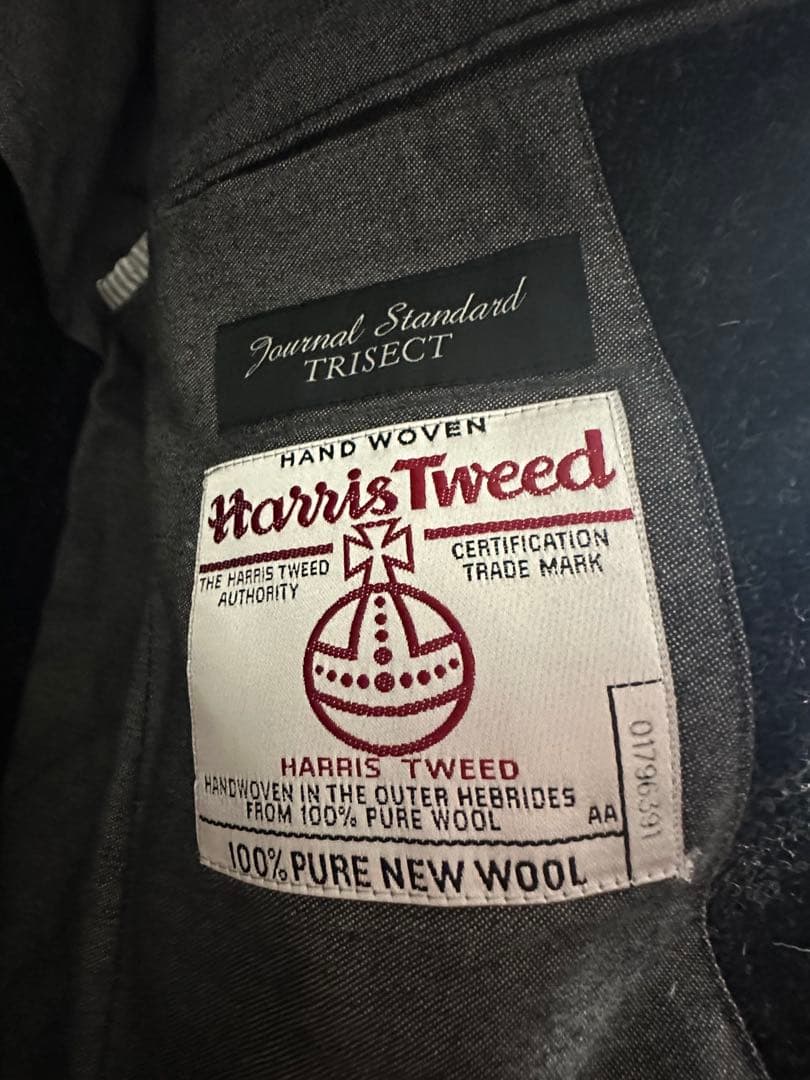 Journal Standard
TRISECT
HAND WOVEN
Harris Tweed
THE HARRIS TWEED
AUTHORITY
CERTIFICATION
TRADE MARK
HARRIS TWEED
HANDWOVEN IN THE OUTER HEBRIDES
FROM 100% PURE WOOL
AA
01796391
100% PURE NEW WOOL